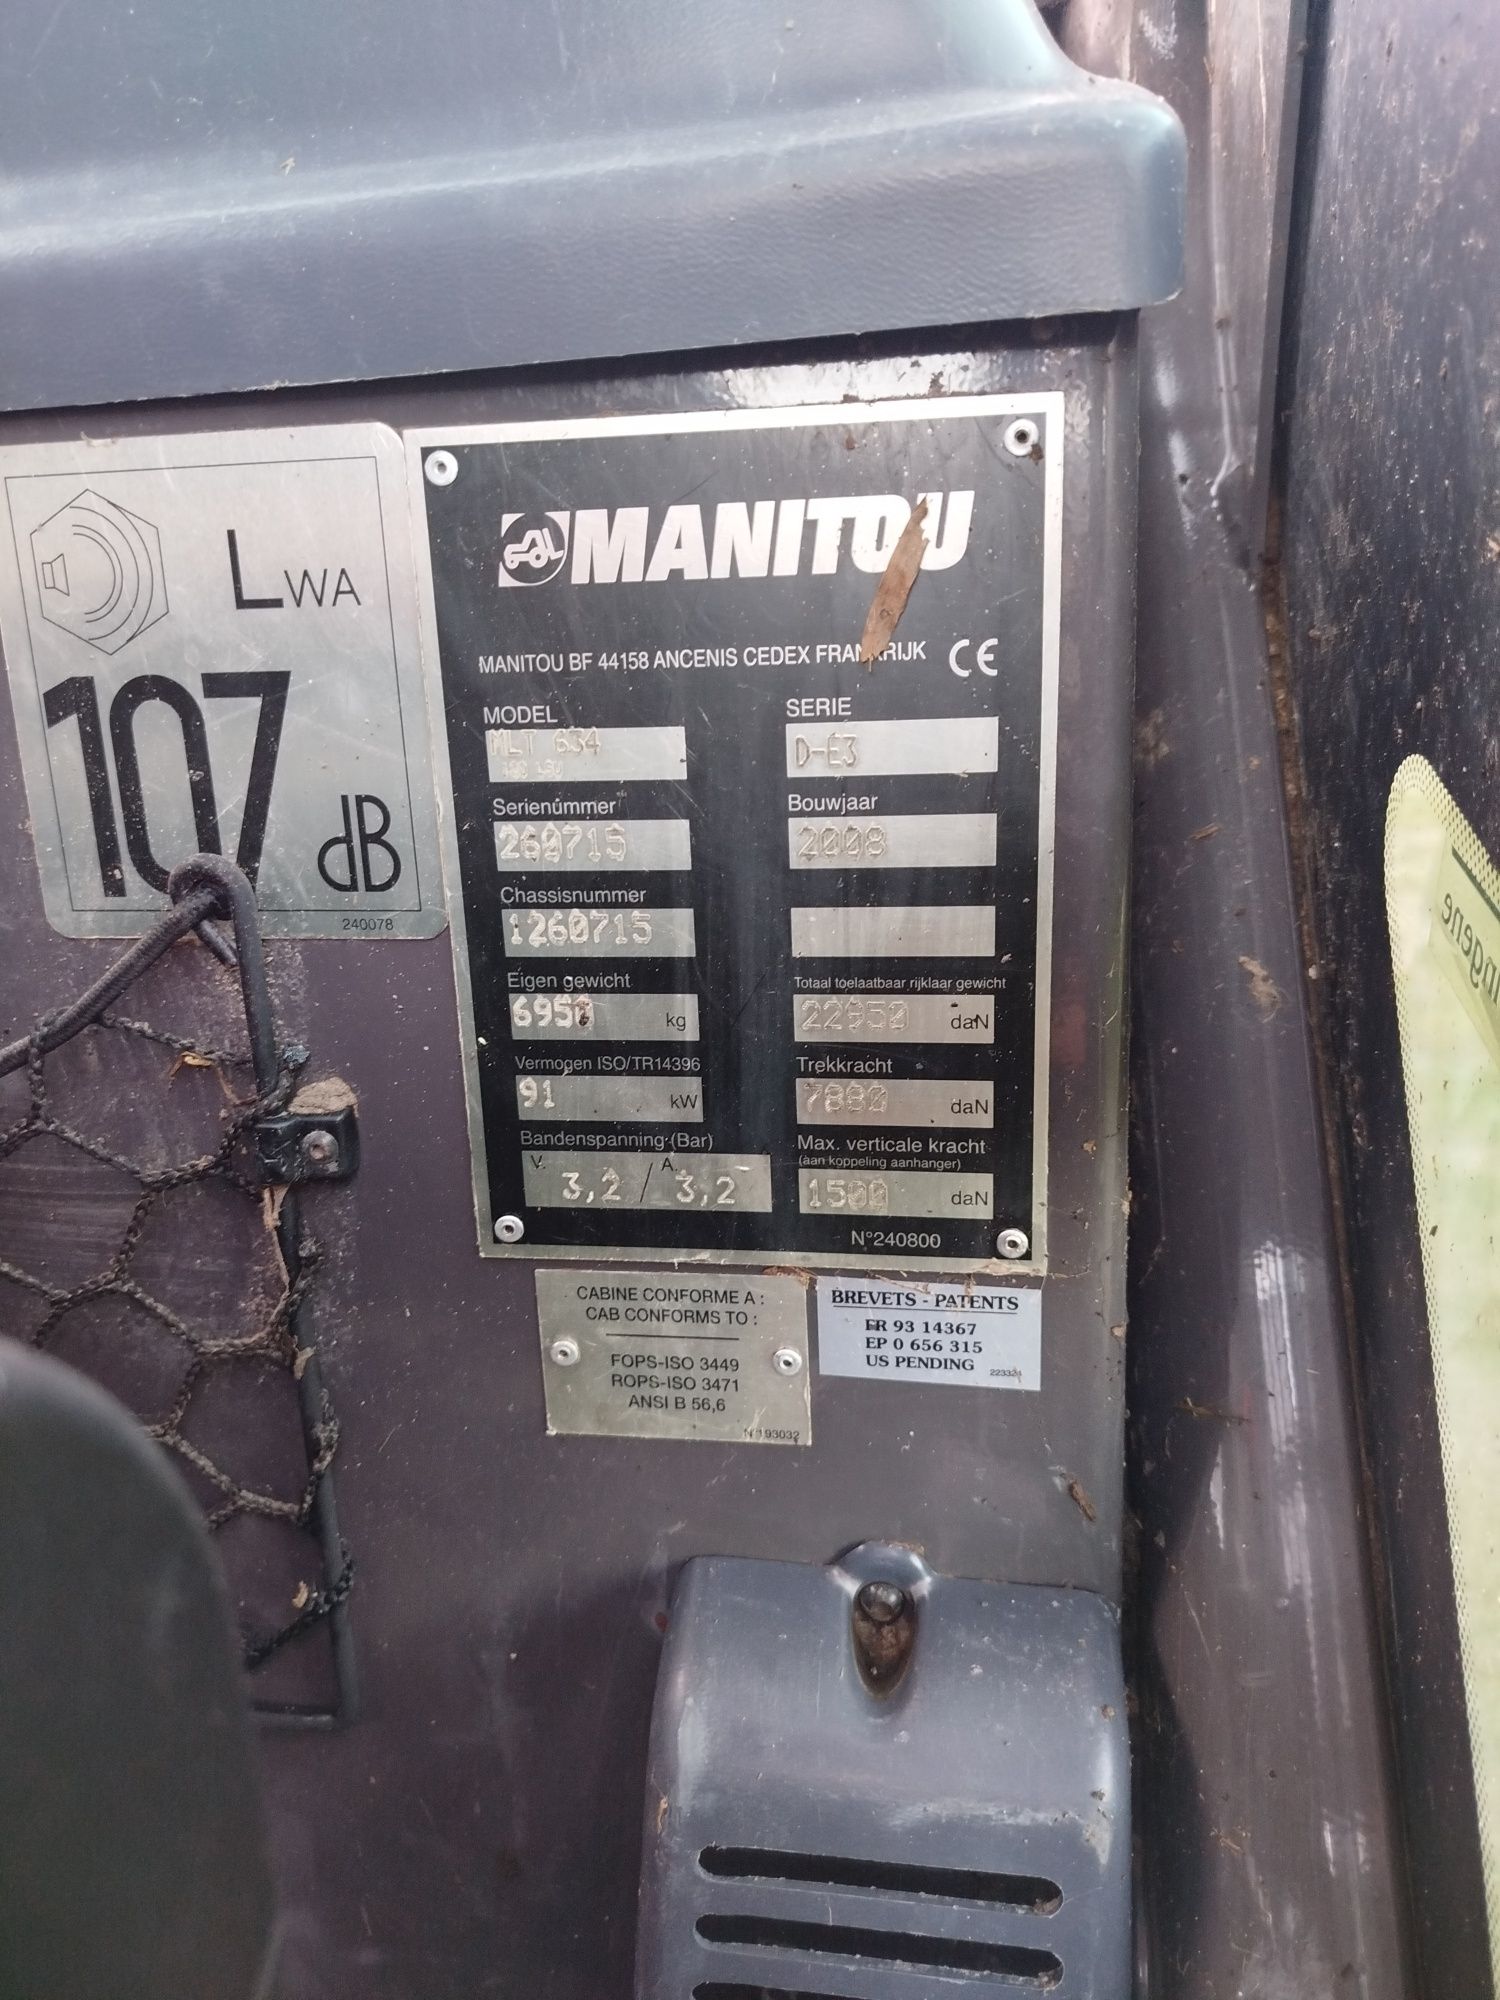 LWA
107
dB
240078
MANITOU
MANITOU BF 44158 ANCENIS CEDEX FRANKRIJK CE
MODEL
MLT 634
SERIE
D-E3
Serienummer
260715
Bouwjaar
2008
Chassisnummer
1260715
Eigen gewicht
6950 kg
Totaal toelaatbaar rijklaar gewicht
22950 daN
Vermogen ISO/TR14396
91 kW
Trekkracht
7880 daN
Bandenspanning (Bar)
V. 3,2 / A. 3,2
Max. verticale kracht
(aan koppeling aanhanger)
1500 daN
N°240800
CABINE CONFORME A :
CAB CONFORMS TO :
FOPS-ISO 3449
ROPS-ISO 3471
ANSI B 56,6
N°193032
BREVETS - PATENTS
FR 93 14367
EP 0 656 315
US PENDING